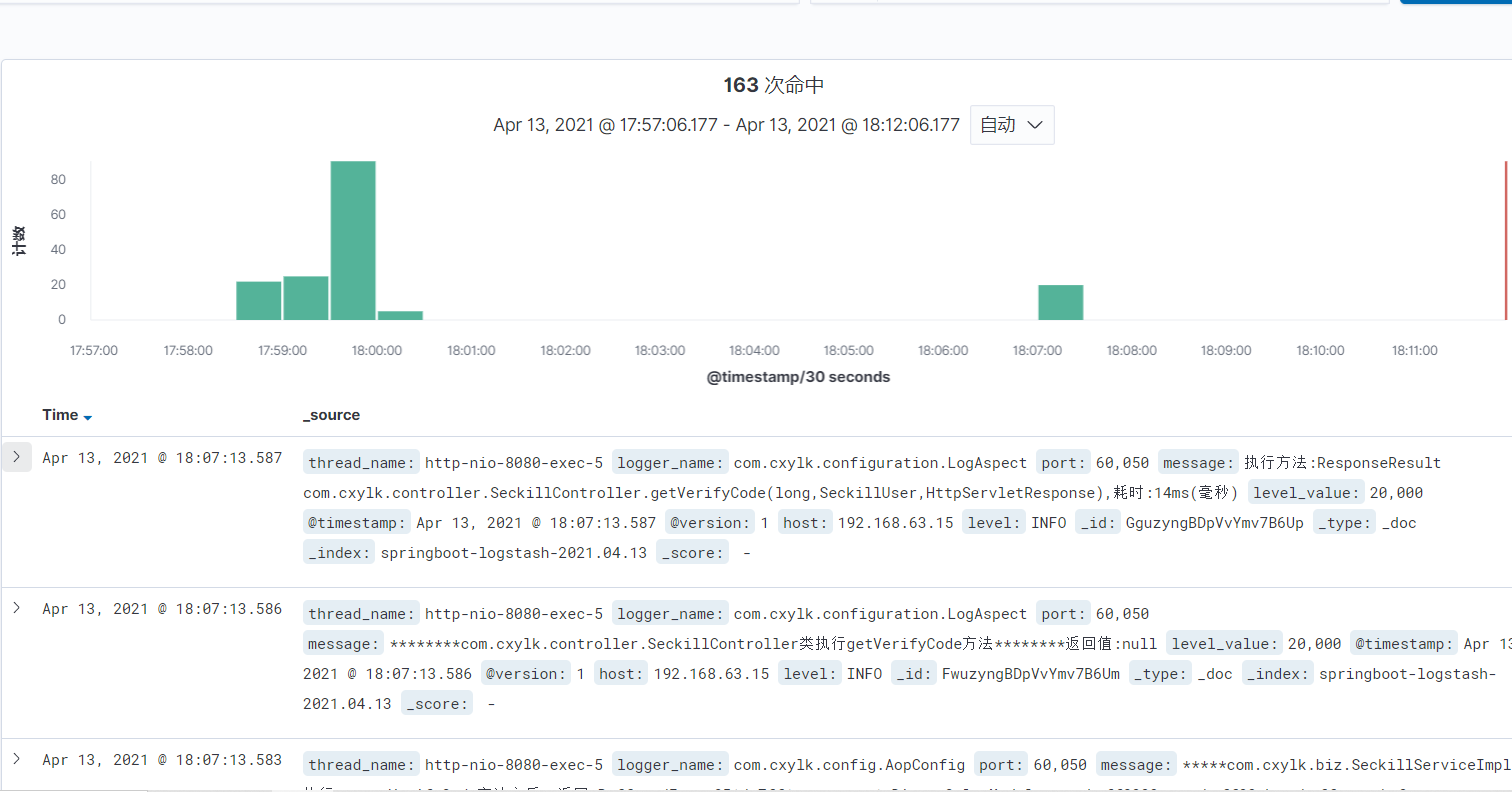 163 次命中
Apr 13, 2021 @ 17:57:06.177 - Apr 13, 2021 @ 18:12:06.177 自动
计数
80
60
40
20
0
17:57:00 17:58:00 17:59:00 18:00:00 18:01:00 18:02:00 18:03:00 18:04:00 18:05:00 18:06:00 18:07:00 18:08:00 18:09:00 18:10:00 18:11:00
@timestamp/30 seconds
Time _source
Apr 13, 2021 @ 18:07:13.587 thread_name: http-nio-8080-exec-5 logger_name: com.cxylk.configuration.LogAspect port: 60,050 message: 执行方法:ResponseResult
com.cxylk.controller.SeckillController.getVerifyCode(long,SeckillUser,HttpServletResponse),耗时:14ms(毫秒) level_value: 20,000
@timestamp: Apr 13, 2021 @ 18:07:13.587 @version: 1 host: 192.168.63.15 level: INFO _id: GguzyngBDpVvYmv7B6Up _type: _doc
_index: springboot-logstash-2021.04.13 _score: -
Apr 13, 2021 @ 18:07:13.586 thread_name: http-nio-8080-exec-5 logger_name: com.cxylk.configuration.LogAspect port: 60,050
message: ********com.cxylk.controller.SeckillController类执行getVerifyCode方法********返回值:null level_value: 20,000 @timestamp: Apr 13
2021 @ 18:07:13.586 @version: 1 host: 192.168.63.15 level: INFO _id: FwuzyngBDpVvYmv7B6Um _type: _doc _index: springboot-logstash-
2021.04.13 _score: -
Apr 13, 2021 @ 18:07:13.583 thread_name: http-nio-8080-exec-5 logger_name: com.cxylk.config.AopConfig port: 60,050 message: *****com.cxylk.biz.SeckillServiceImpl